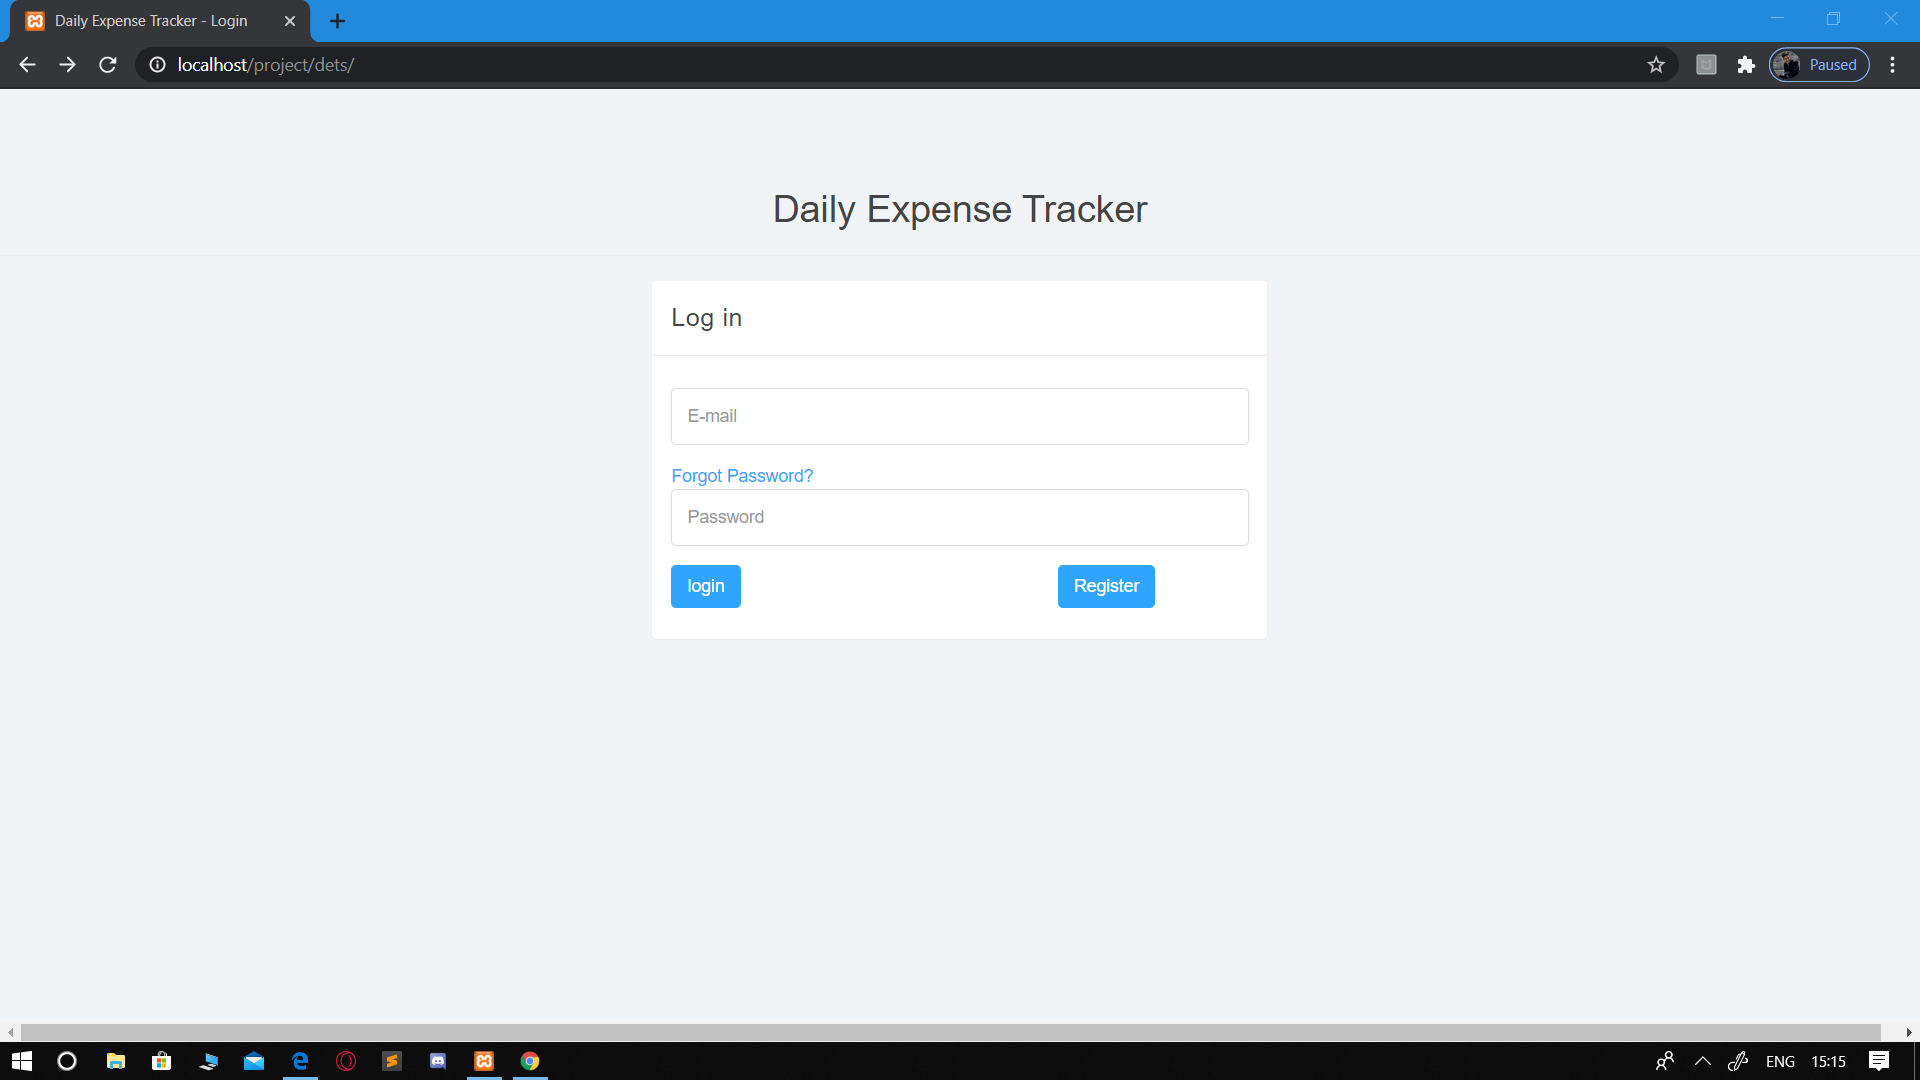 Daily Expense Tracker - Login
localhost/project/dets/
Paused
Daily Expense Tracker
Log in
E-mail
Forgot Password?
Password
login
Register
ENG
15:15